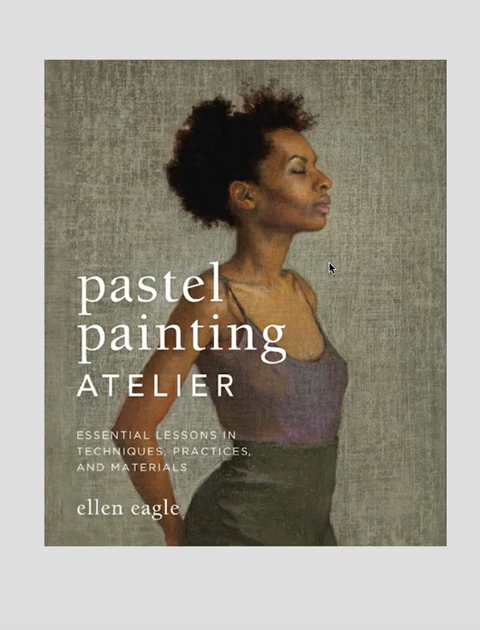 pastel
painting
ATELIER
ESSENTIAL LESSONS IN
TECHNIQUES, PRACTICES,
AND MATERIALS
ellen eagle